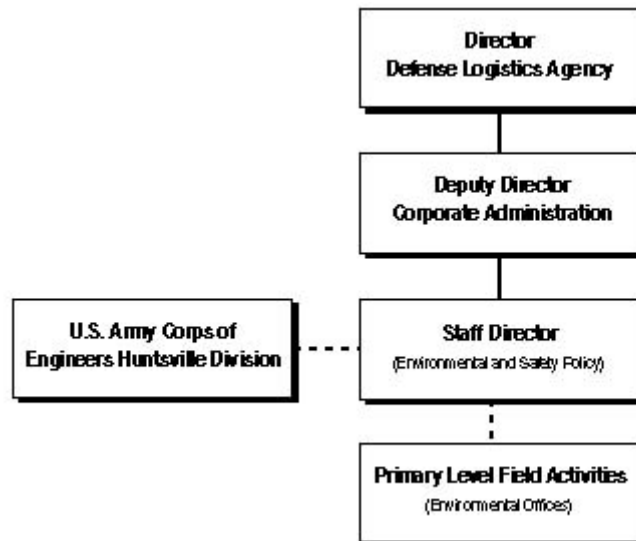 Director
Defense Logistics Agency
Deputy Director
Corporate Administration
U.S. Army Corps of
Engineers Huntsville Division
Staff Director
(Environmental and Safety Policy)
Primary Level Field Activities
(Environmental Offices)